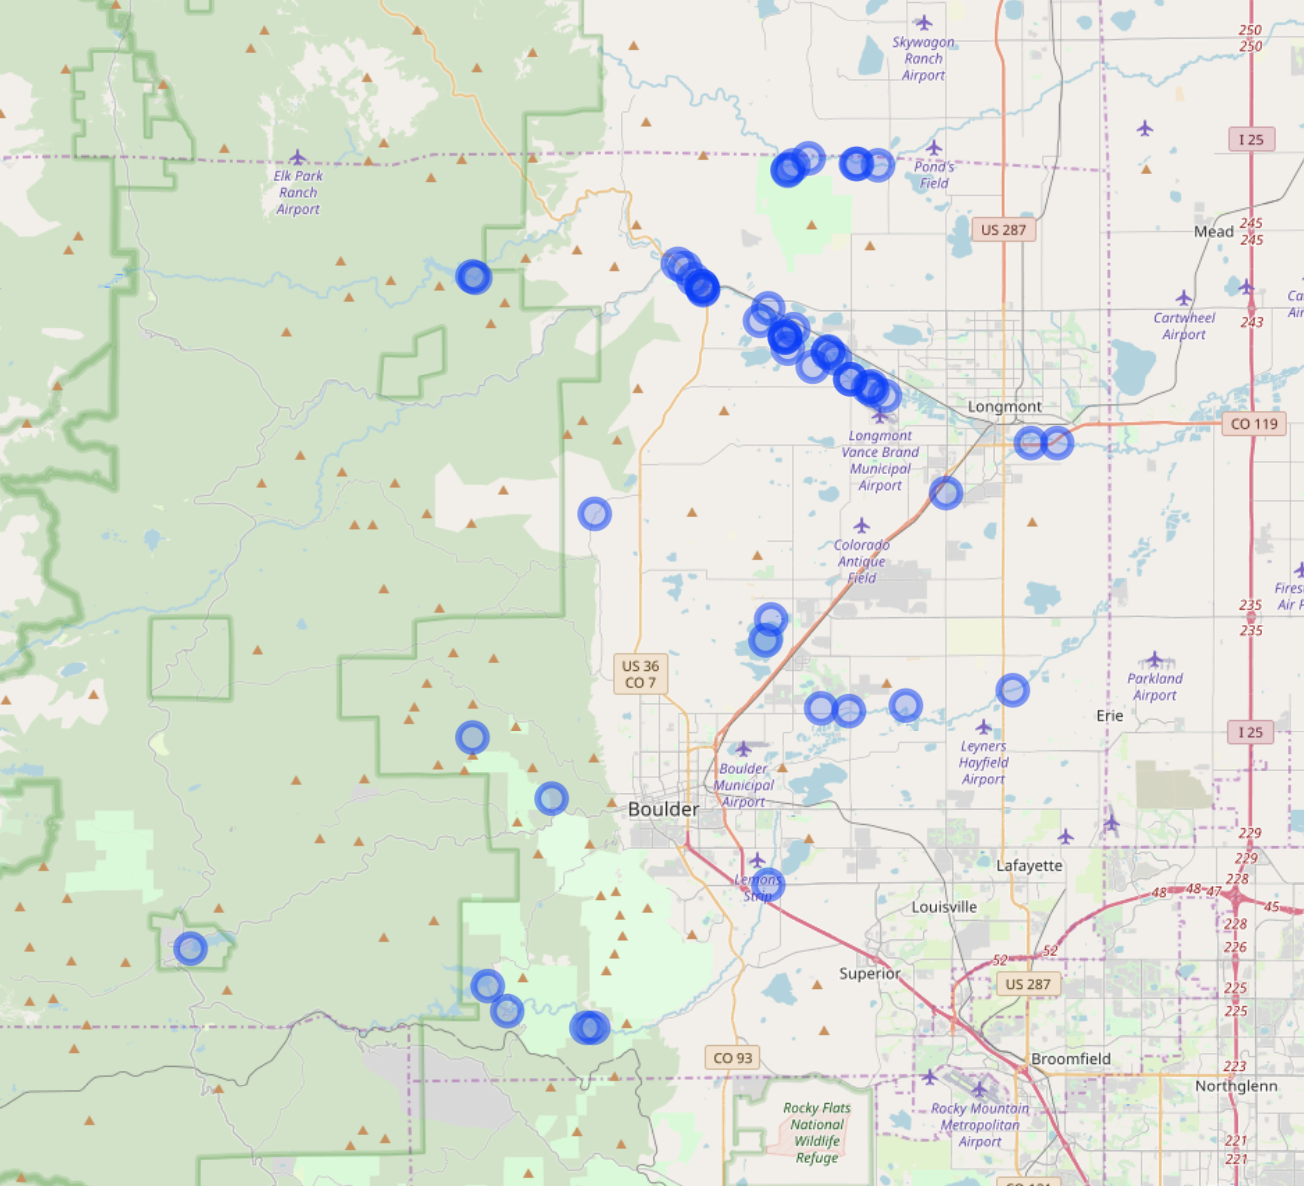 250
250
Skywagon
Ranch
Airport
I 25
Elk Park
Ranch
Airport
Pond's
Field
US 287
Mead
245
245
Cartwheel
Airport
243
Longmont
CO 119
Longmont
Vance Brand
Municipal
Airport
Colorado
Antique
Field
235
235
US 36
CO 7
Parkland
Airport
Erie
I 25
Leyners
Hayfield
Airport
Boulder
Municipal
Airport
Boulder
229
229
228
Lafayette
Lemons
Strip
48
48
47
45
Louisville
228
226
52
52
Superior
US 287
225
225
CO 93
Broomfield
223
Northglenn
Rocky Flats
National
Wildlife
Refuge
Rocky Mountain
Metropolitan
Airport
221
221